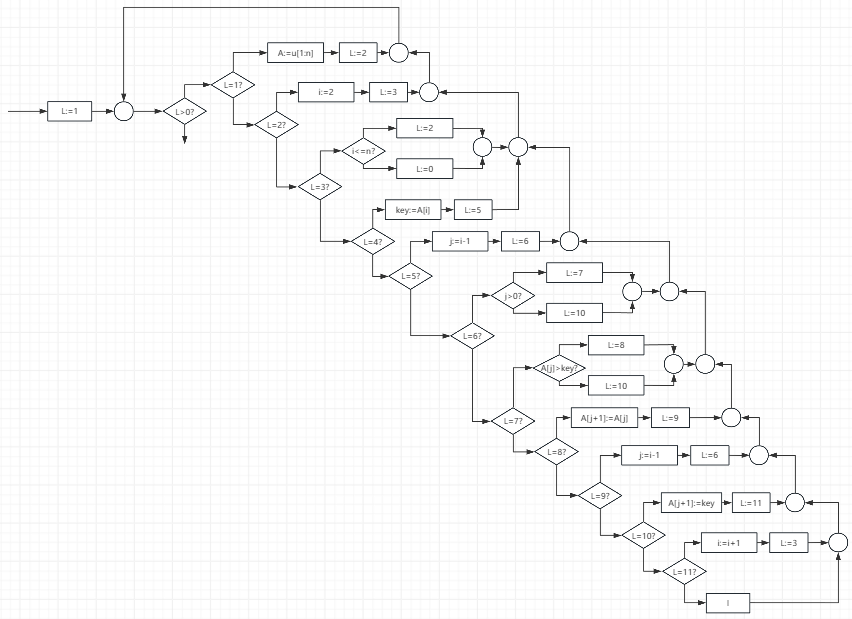 A:=u[1:n]
L:=2
L=1?
i:=2
L:=3
L:=1
L>0?
L=2?
L:=2
i<=n?
L:=0
L=3?
key:=A[i]
L:=5
L=4?
j:=i-1
L:=6
L=5?
L:=7
j>0?
L:=10
L=6?
L:=8
A[j]>key?
L:=10
L=7?
A[j+1]:=A[j]
L:=9
L=8?
j:=i-1
L:=6
L=9?
A[j+1]:=key
L:=11
L=10?
i:=i+1
L:=3
L=11?
I